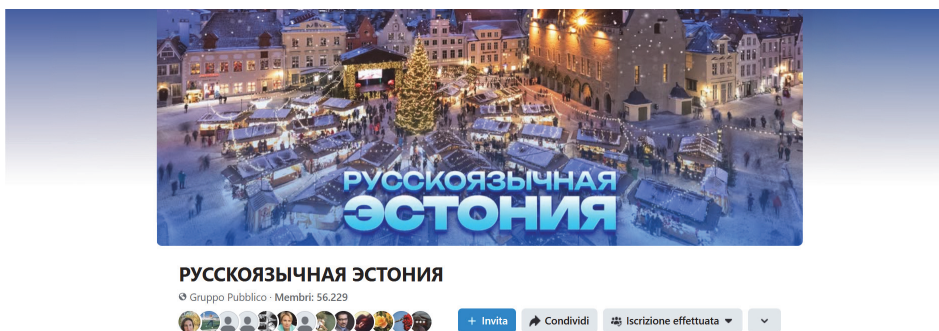 РУССКОЯЗЫЧНАЯ
ЭСТОНИЯ
РУССКОЯЗЫЧНАЯ ЭСТОНИЯ
Gruppo Pubblico · Membri: 56.229
+ Invita Condividi Iscrizione effettuata